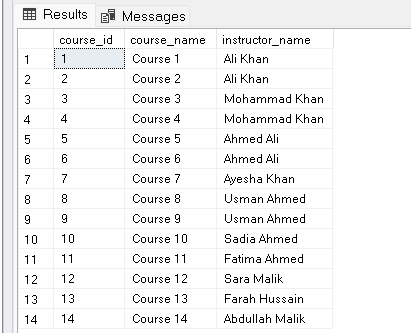 Results Messages
course_id course_name instructor_name
1 1 Course 1 Ali Khan
2 2 Course 2 Ali Khan
3 3 Course 3 Mohammad Khan
4 4 Course 4 Mohammad Khan
5 5 Course 5 Ahmed Ali
6 6 Course 6 Ahmed Ali
7 7 Course 7 Ayesha Khan
8 8 Course 8 Usman Ahmed
9 9 Course 9 Usman Ahmed
10 10 Course 10 Sadia Ahmed
11 11 Course 11 Fatima Ahmed
12 12 Course 12 Sara Malik
13 13 Course 13 Farah Hussain
14 14 Course 14 Abdullah Malik